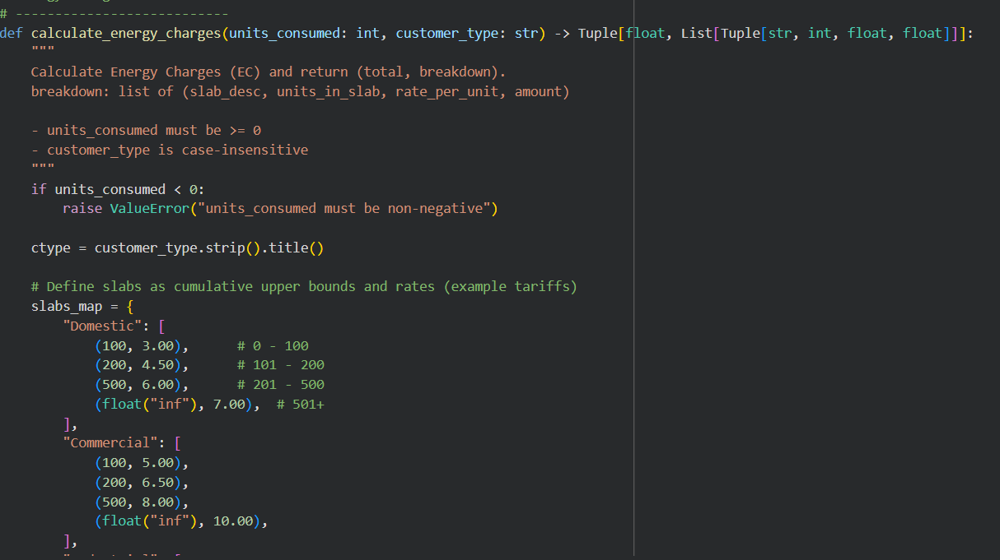 # ---------------------------
def calculate_energy_charges(units_consumed: int, customer_type: str) -> Tuple[float, List[Tuple[str, int, float, float]]]:
    """
    Calculate Energy Charges (EC) and return (total, breakdown).
    breakdown: list of (slab_desc, units_in_slab, rate_per_unit, amount)

    - units_consumed must be >= 0
    - customer_type is case-insensitive
    """
    if units_consumed < 0:
        raise ValueError("units_consumed must be non-negative")

    ctype = customer_type.strip().title()

    # Define slabs as cumulative upper bounds and rates (example tariffs)
    slabs_map = {
        "Domestic": [
            (100, 3.00),      # 0 - 100
            (200, 4.50),      # 101 - 200
            (500, 6.00),      # 201 - 500
            (float("inf"), 7.00),  # 501+
        ],
        "Commercial": [
            (100, 5.00),
            (200, 6.50),
            (500, 8.00),
            (float("inf"), 10.00),
        ],